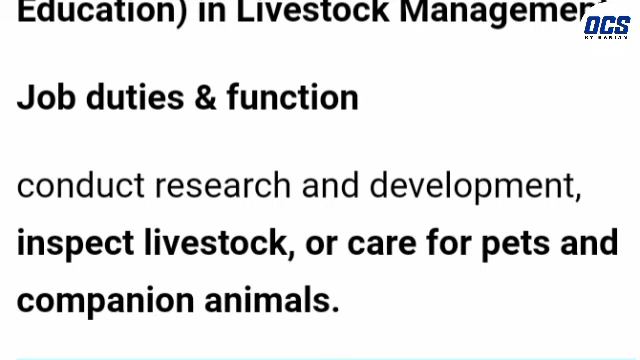 Education) in Livestock Management
OCS
Job duties & function
conduct research and development,
inspect livestock, or care for pets and
companion animals.